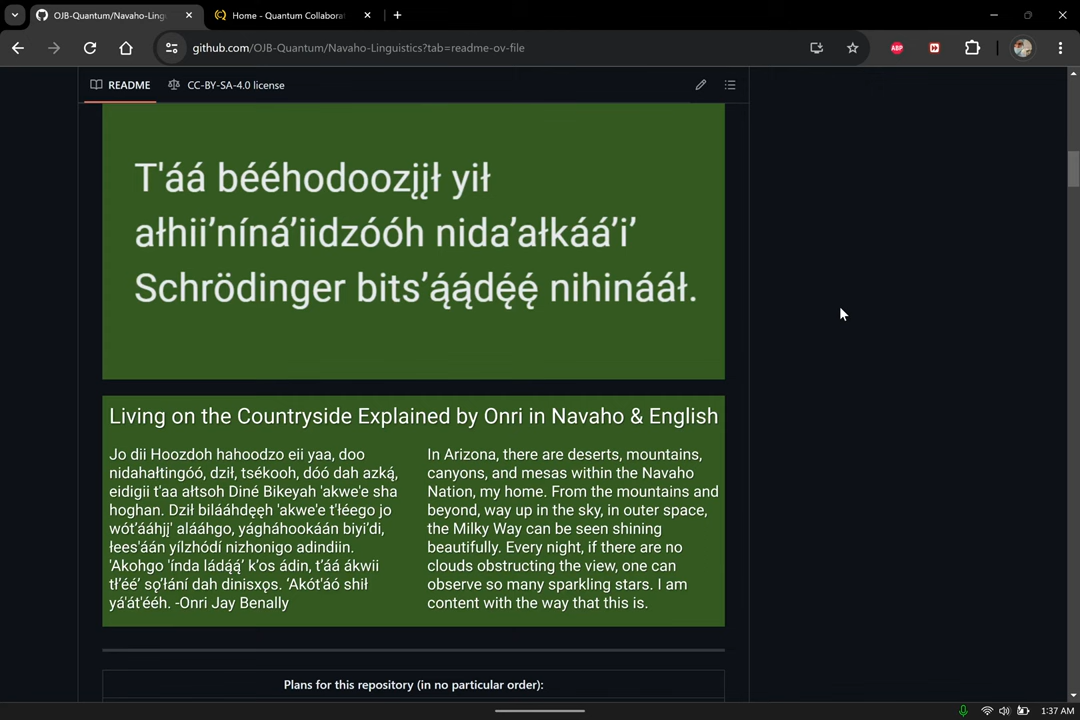 OJB-Quantum/Navaho-Ling
Home - Quantum Collabora
github.com/OJB-Quantum/Navaho-Linguistics?tab=readme-ov-file
ABP
README
CC-BY-SA-4.0 license
T'áá bééhodoozįįł yił
ałhii’níná’iidzóóh nida’ałkáá’i’
Schrödinger bits’ą́ą́dę́ę́ nihinááł.
Living on the Countryside Explained by Onri in Navaho & English
Jo dii Hoozdoh hahoodzo eii yaa, doo
nidahałtingóó, dził, tsékooh, dóó dah azką́,
eidigii t'aa ałtsoh Diné Bikeyah 'akwe'e sha
hoghan. Dził bilááhdęęh 'akwe'e t'łéego jo
wót’ááhjį' alááhgo, yágháhookáán biyi’di,
łees'áán yílzhódí nizhonigo adindiin.
'Akohgo 'índa ládą́ą́’ k’os ádin, t’áá ákwii
tł’éé’ sǫ’łání dah dinisxǫs. ‘Akót'áó shił
yá'át'ééh. -Onri Jay Benally
In Arizona, there are deserts, mountains,
canyons, and mesas within the Navaho
Nation, my home. From the mountains and
beyond, way up in the sky, in outer space,
the Milky Way can be seen shining
beautifully. Every night, if there are no
clouds obstructing the view, one can
observe so many sparkling stars. I am
content with the way that this is.
Plans for this repository (in no particular order):
1:37 AM